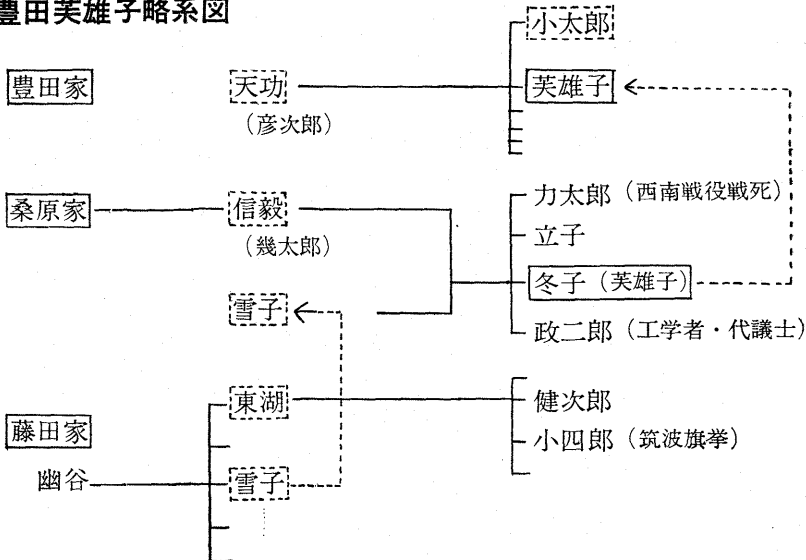 豊田芙雄子略系図
小太郎
豊田家 天功 芙雄子
(彦次郎)
桑原家 信毅 力太郎(西南戦役戦死)
(幾太郎) 立子
雪子 冬子(芙雄子)
政二郎(工学者・代議士)
東湖 健次郎
藤田家 小四郎(筑波旗挙)
幽谷 雪子